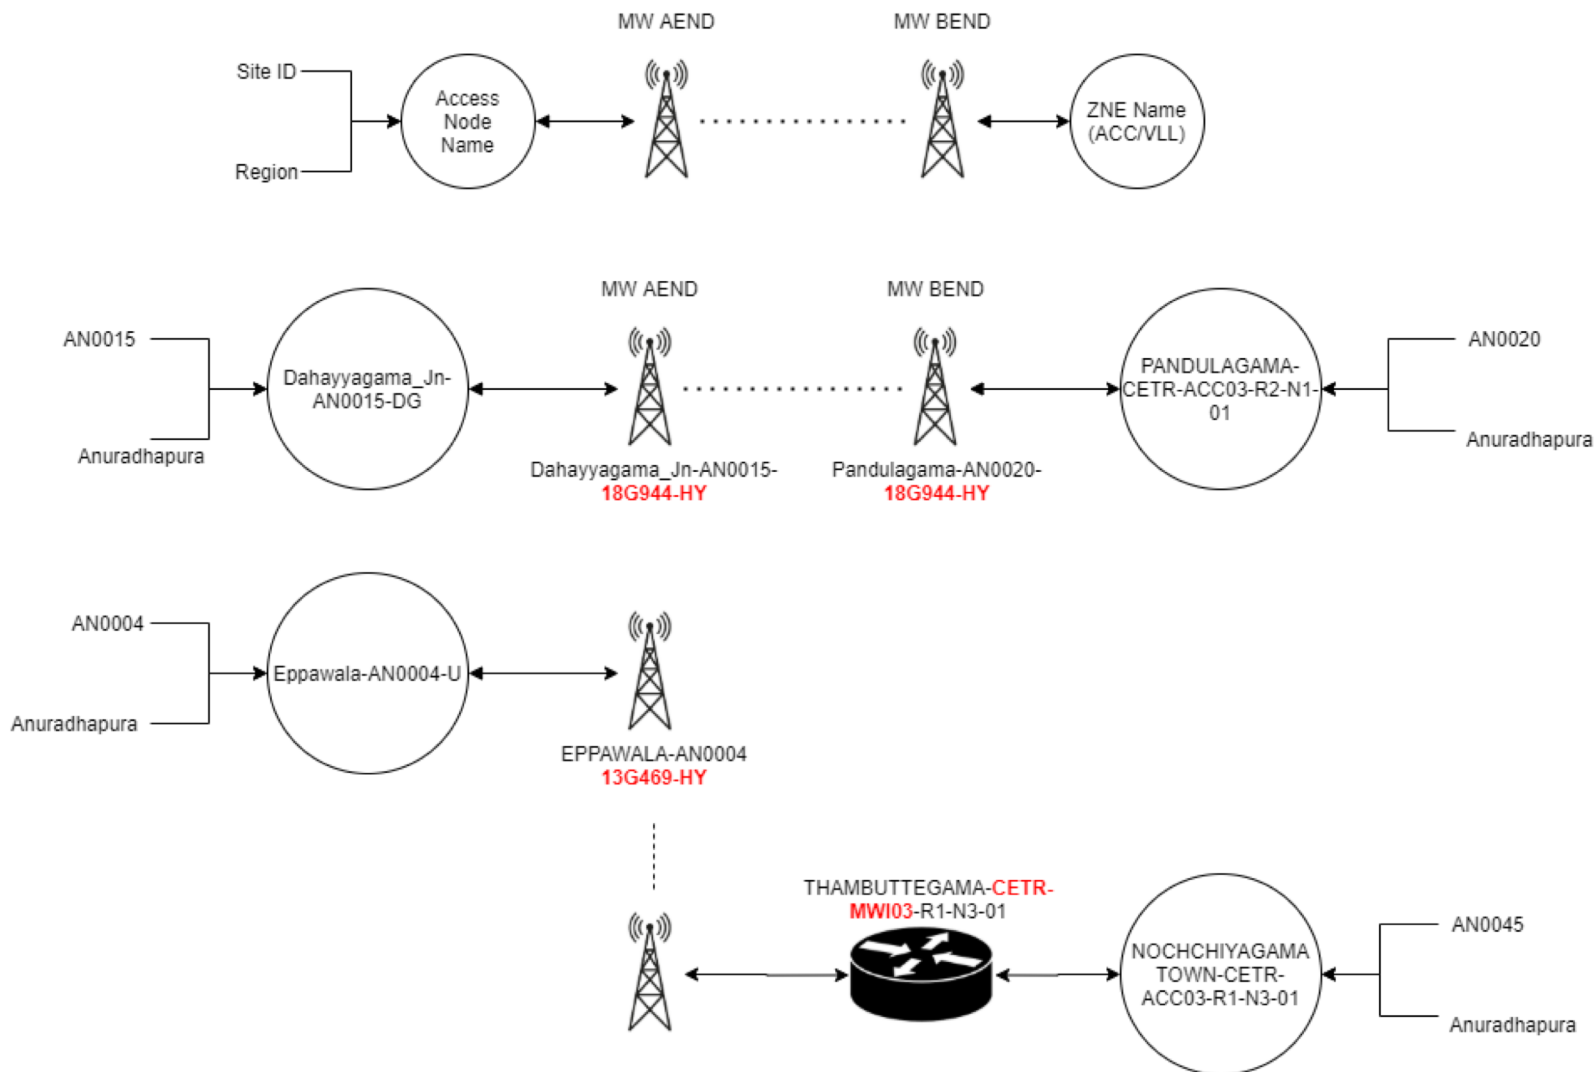 MW AEND
MW BEND
Site ID
Region
Access
Node
Name
ZNE Name
(ACC/VLL)
MW AEND
MW BEND
AN0015
Anuradhapura
Dahayyagama_Jn-
AN0015-DG
Dahayyagama_Jn-AN0015-
18G944-HY
Pandulagama-AN0020-
18G944-HY
PANDULAGAMA-
CETR-ACC03-R2-N1-
01
AN0020
Anuradhapura
AN0004
Anuradhapura
Eppawala-AN0004-U
EPPAWALA-AN0004
13G469-HY
THAMBUTTEGAMA-CETR-
MWI03-R1-N3-01
NOCHCHIYAGAMA
TOWN-CETR-
ACC03-R1-N3-01
AN0045
Anuradhapura